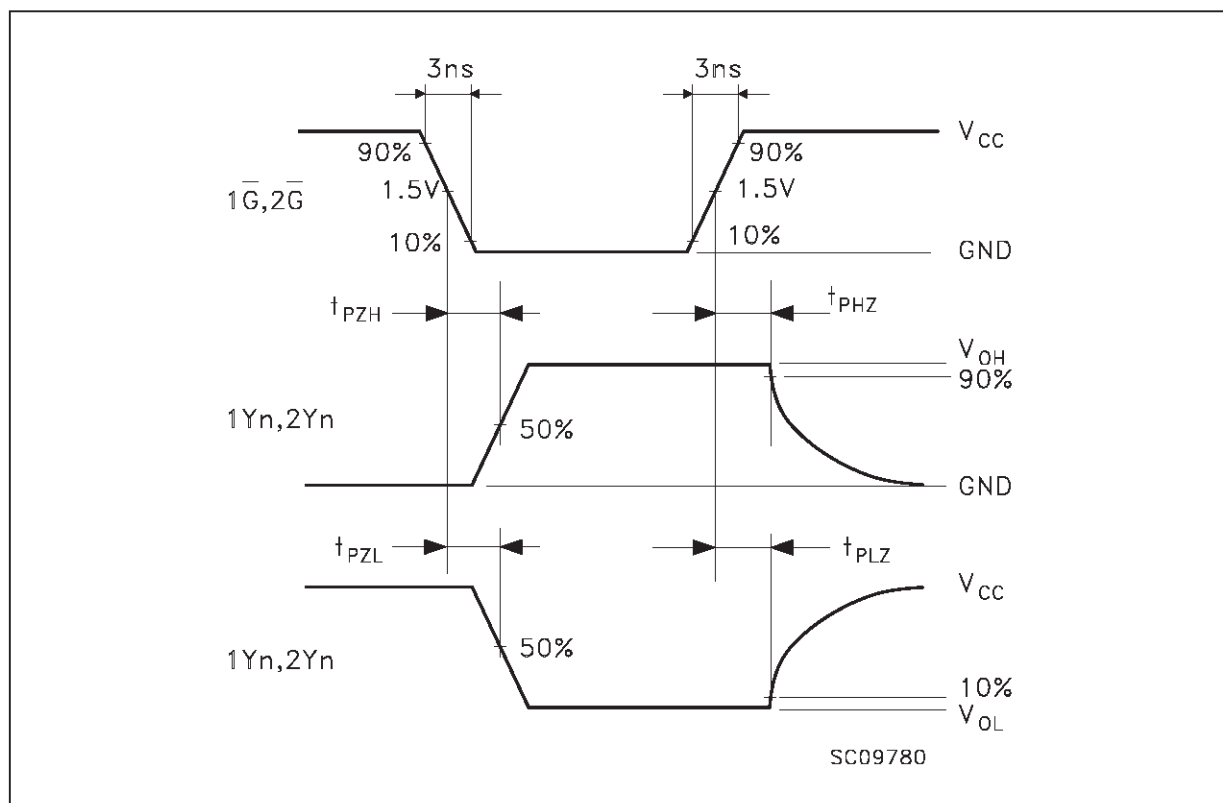 3ns 3ns
90% 90% V_CC
1G̅,2G̅ 1.5V 1.5V
10% 10% GND
t_PZH t_PHZ
V_OH
90%
1Yn,2Yn 50%
GND
t_PZL t_PLZ
V_CC
1Yn,2Yn 50%
10%
V_OL
SC09780